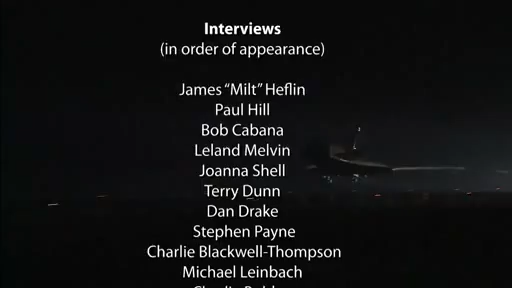 Interviews
(in order of appearance)
James “Milt” Heflin
Paul Hill
Bob Cabana
Leland Melvin
Joanna Shell
Terry Dunn
Dan Drake
Stephen Payne
Charlie Blackwell-Thompson
Michael Leinbach